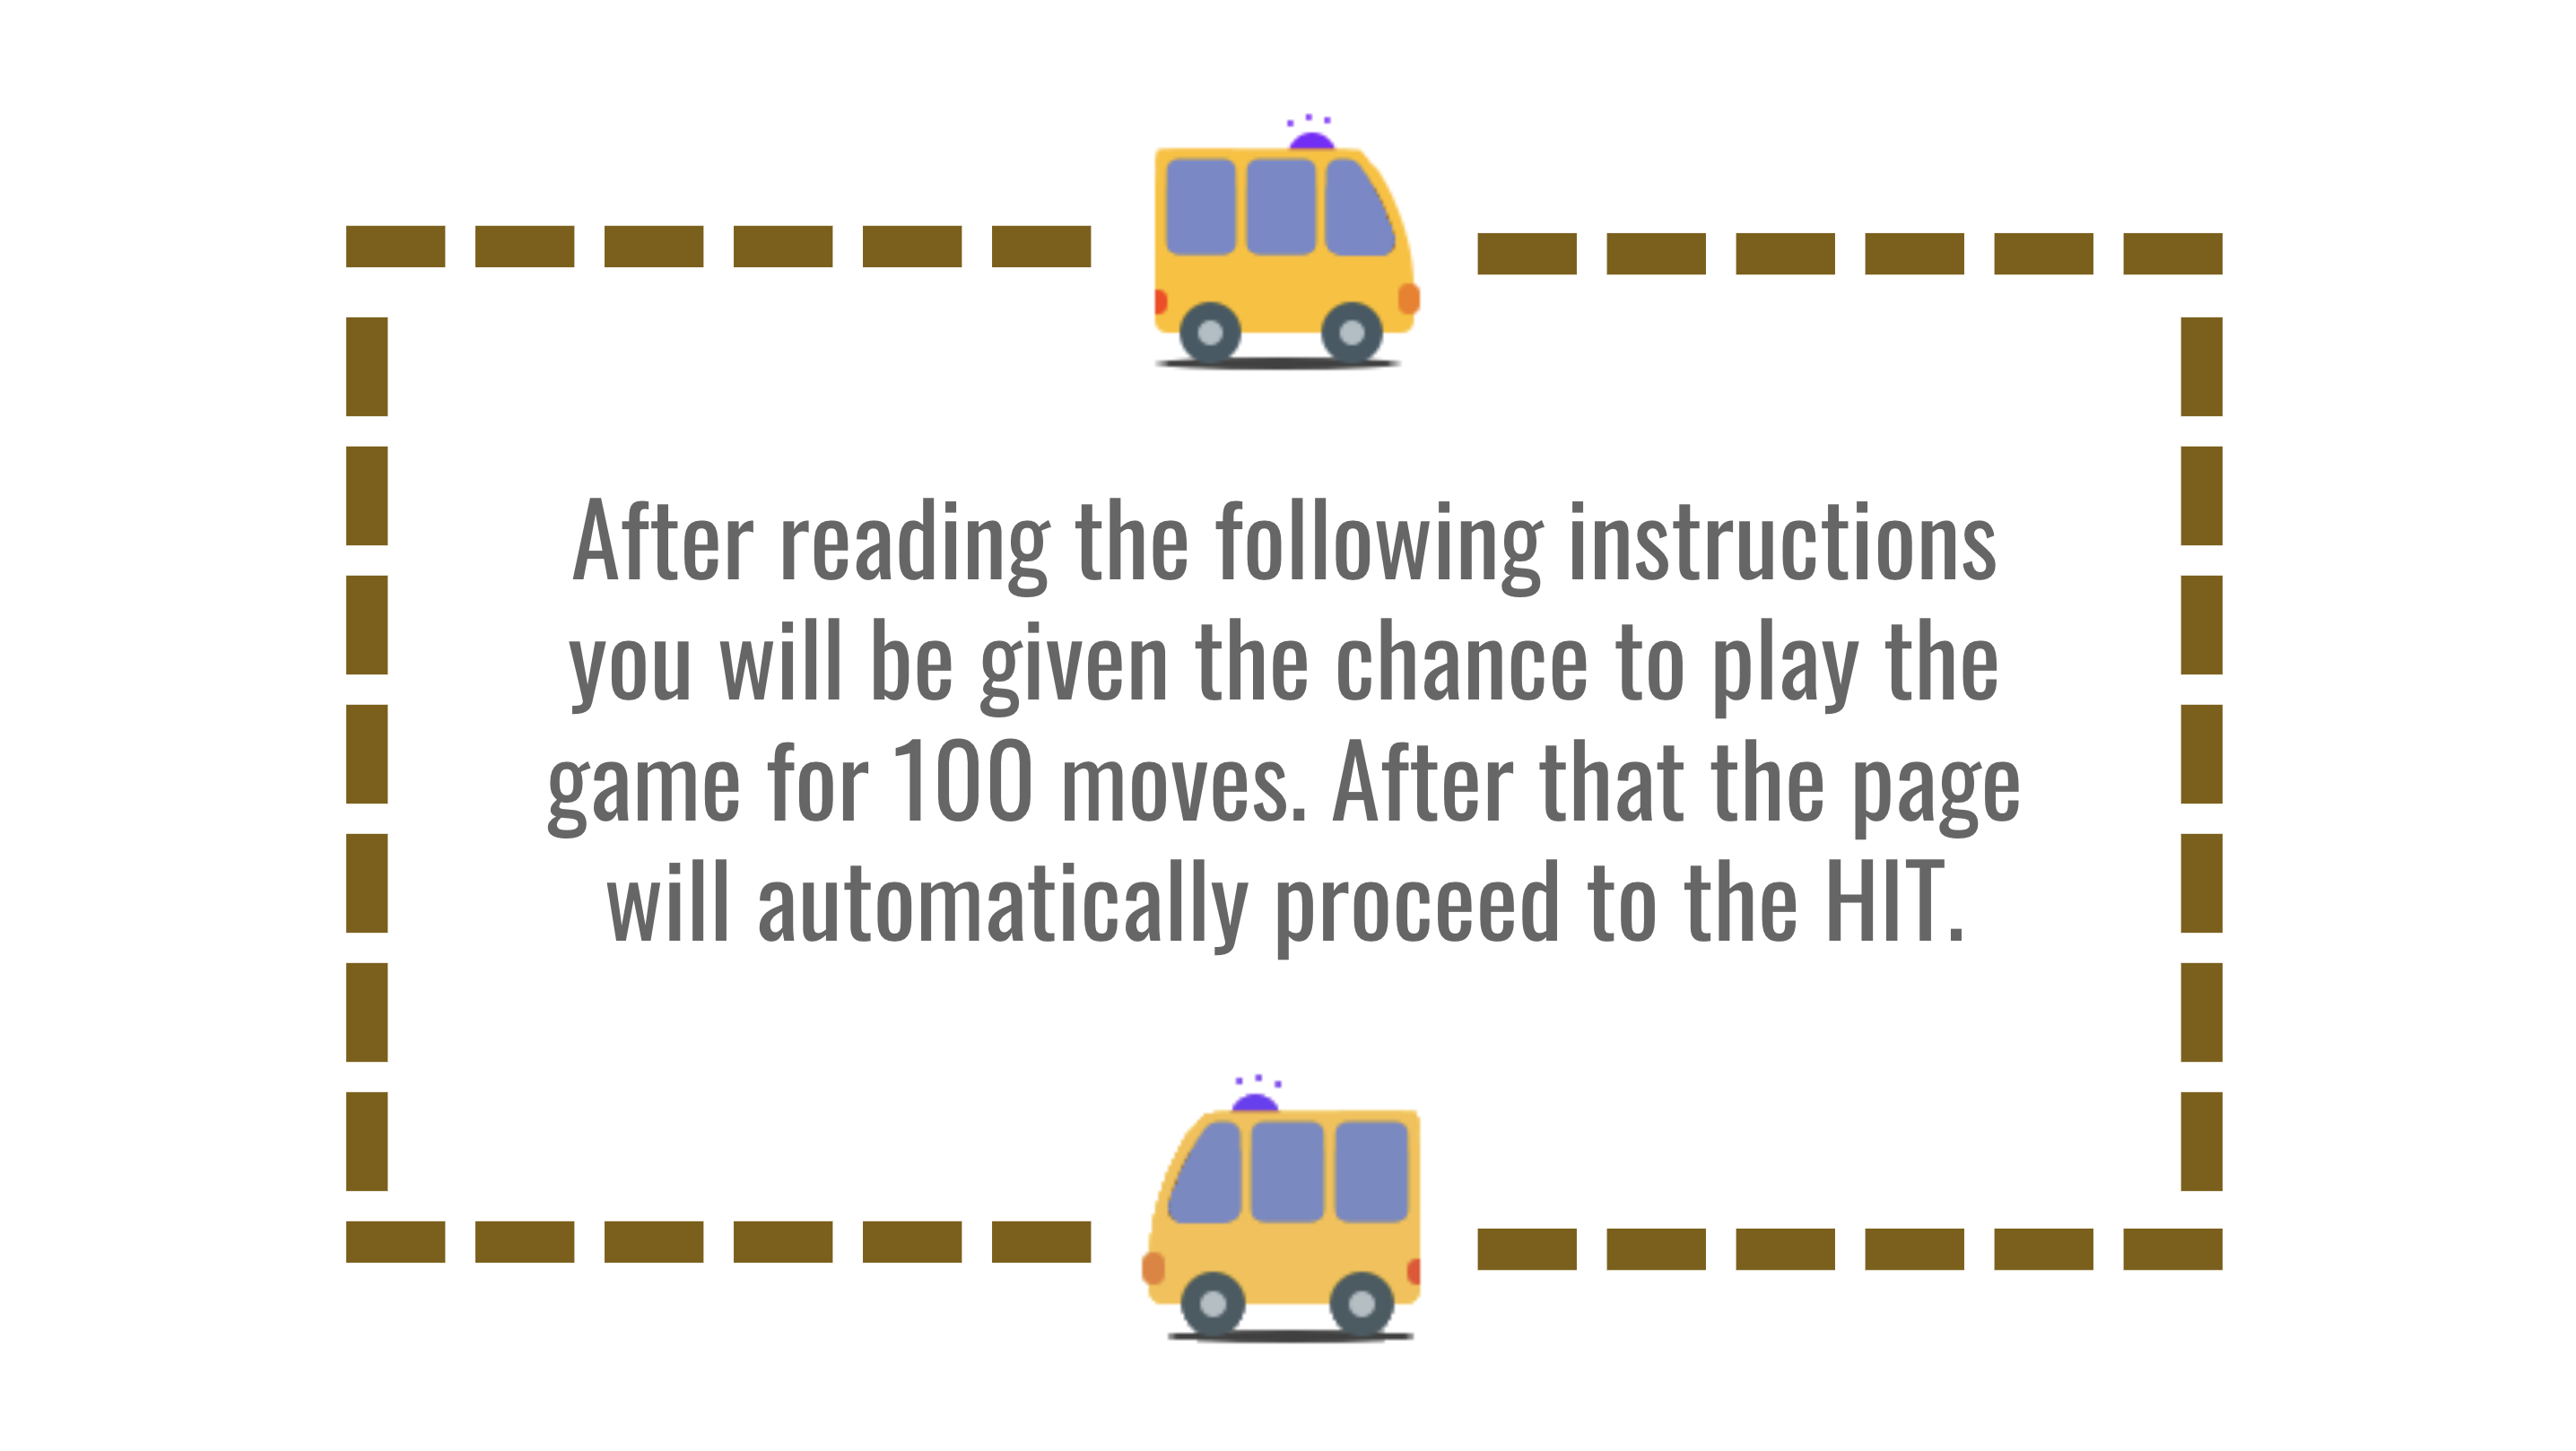 After reading the following instructions
you will be given the chance to play the
game for 100 moves. After that the page
will automatically proceed to the HIT.